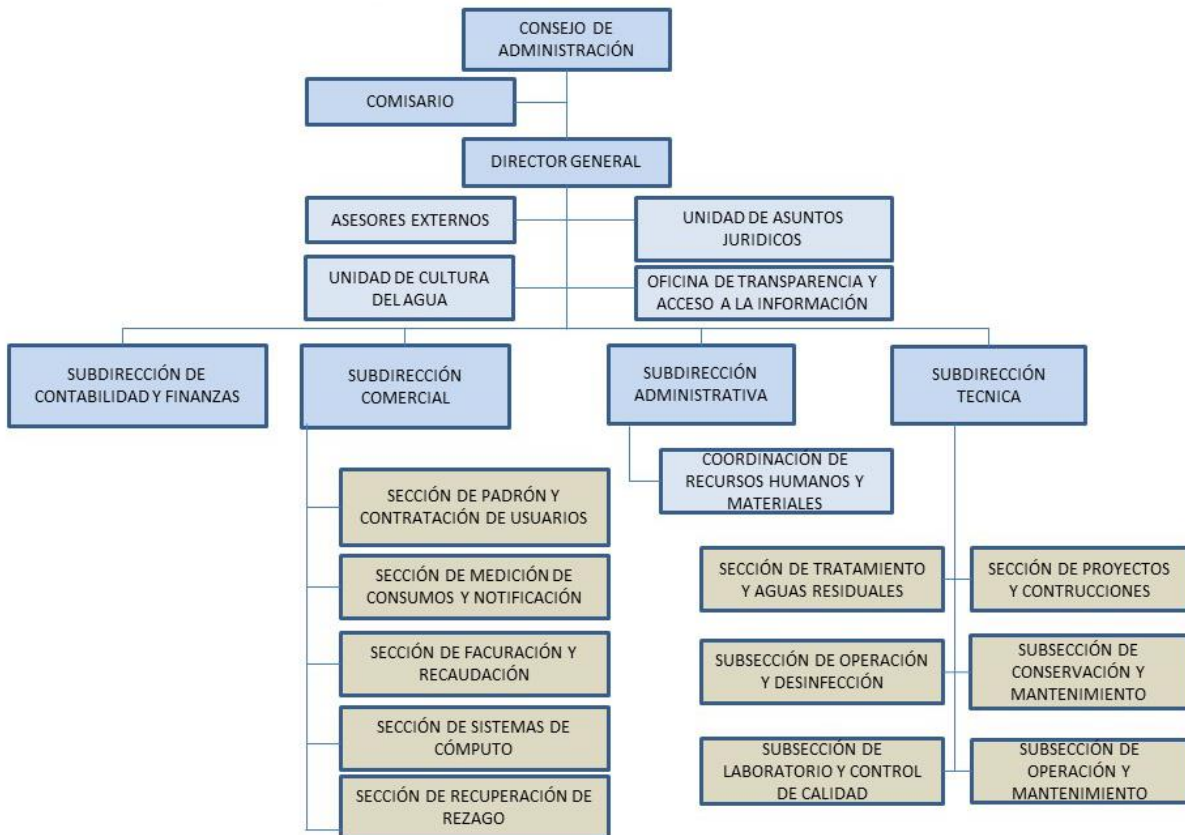 CONSEJO DE
ADMINISTRACIÓN
COMISARIO
DIRECTOR GENERAL
ASESORES EXTERNOS
UNIDAD DE ASUNTOS
JURIDICOS
UNIDAD DE CULTURA
DEL AGUA
OFICINA DE TRANSPARENCIA Y
ACCESO A LA INFORMACIÓN
SUBDIRECCIÓN DE
CONTABILIDAD Y FINANZAS
SUBDIRECCIÓN
COMERCIAL
SUBDIRECCIÓN
ADMINISTRATIVA
SUBDIRECCIÓN
TECNICA
COORDINACIÓN DE
RECURSOS HUMANOS Y
MATERIALES
SECCIÓN DE PADRÓN Y
CONTRATACIÓN DE USUARIOS
SECCIÓN DE MEDICIÓN DE
CONSUMOS Y NOTIFICACIÓN
SECCIÓN DE FACURACIÓN Y
RECAUDACIÓN
SECCIÓN DE SISTEMAS DE
CÓMPUTO
SECCIÓN DE RECUPERACIÓN DE
REZAGO
SECCIÓN DE TRATAMIENTO
Y AGUAS RESIDUALES
SECCIÓN DE PROYECTOS
Y CONTRUCCIONES
SUBSECCIÓN DE OPERACIÓN
Y DESINFECCIÓN
SUBSECCIÓN DE
CONSERVACIÓN Y
MANTENIMIENTO
SUBSECCIÓN DE
LABORATORIO Y CONTROL
DE CALIDAD
SUBSECCIÓN DE
OPERACIÓN Y
MANTENIMIENTO